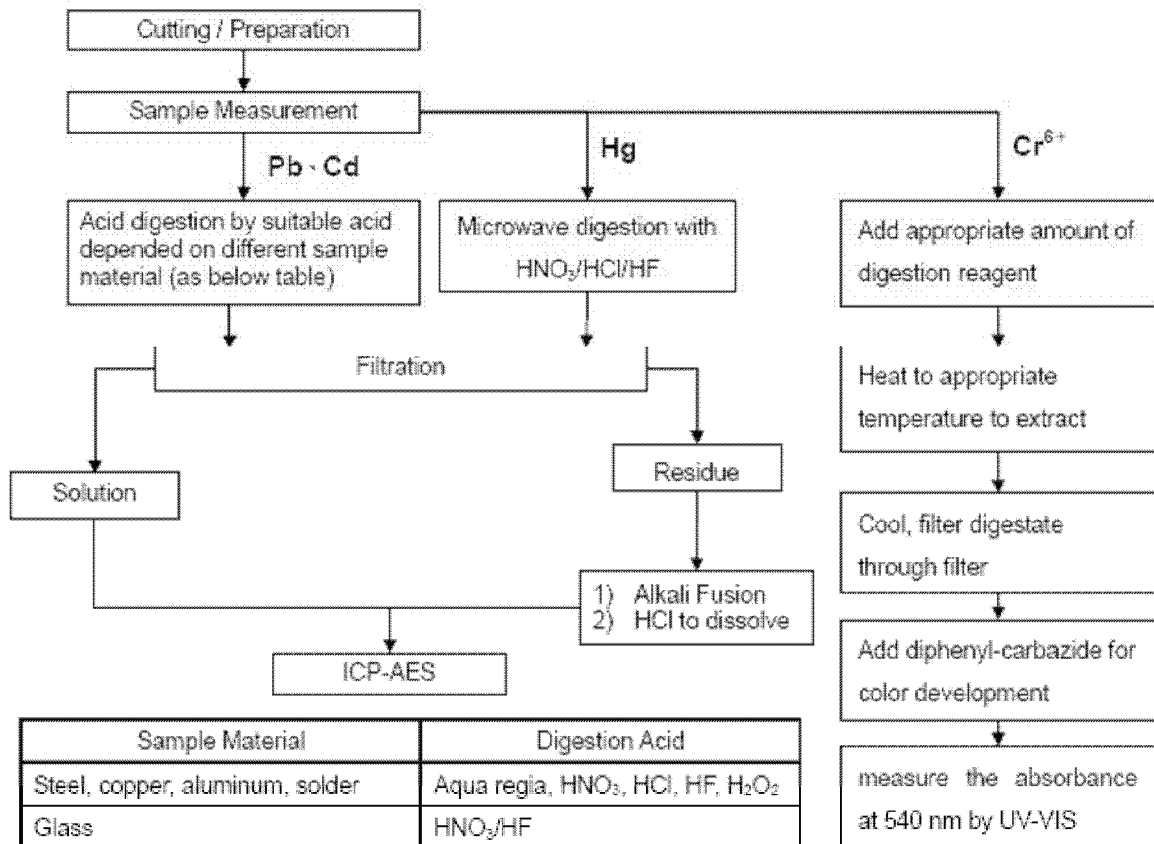 Cutting / Preparation
Sample Measurement
Pb、Cd
Hg
Cr⁶⁺
Acid digestion by suitable acid
depended on different sample
material (as below table)
Microwave digestion with
HNO₃/HCl/HF
Add appropriate amount of
digestion reagent
Filtration
Heat to appropriate
temperature to extract
Solution
Residue
Cool, filter digestate
through filter
1) Alkali Fusion
2) HCl to dissolve
ICP-AES
Add diphenyl-carbazide for
color development
measure the absorbance
at 540 nm by UV-VIS
Sample Material Digestion Acid
Steel, copper, aluminum, solder Aqua regia, HNO₃, HCl, HF, H₂O₂
Glass HNO₃/HF